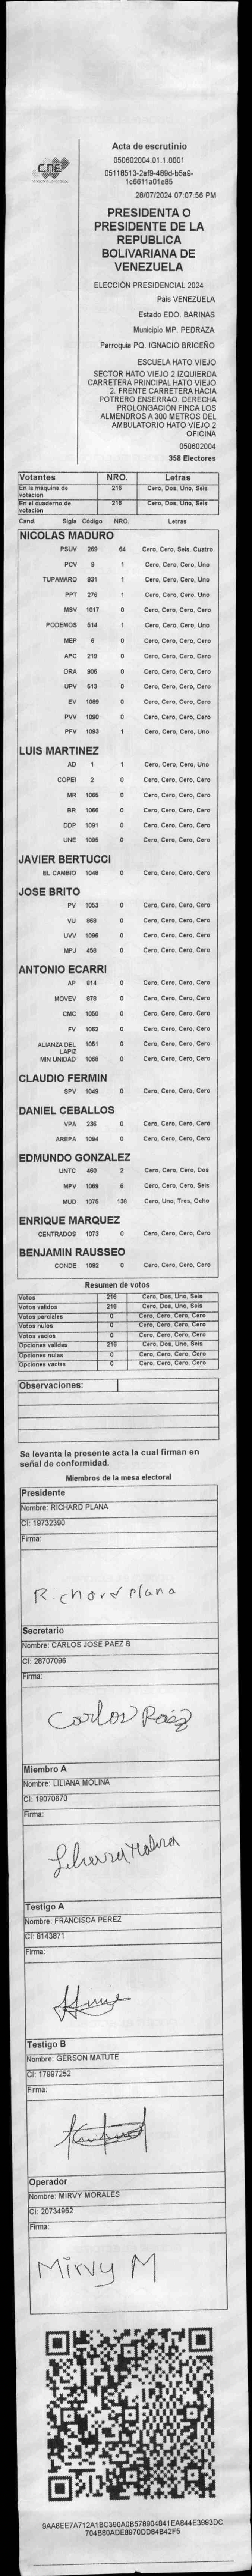 Acta de escrutinio
CNE
050602004.01.1.0001
05118513-2af9-489d-b5a9-
1c6611a01e85
28/07/2024 07:07:56 PM
PRESIDENTA O
PRESIDENTE DE LA
REPUBLICA
BOLIVARIANA DE
VENEZUELA
ELECCIÓN PRESIDENCIAL 2024
Pais VENEZUELA
Estado EDO. BARINAS
Municipio MP. PEDRAZA
Parroquia PQ. IGNACIO BRICEÑO
ESCUELA HATO VIEJO
SECTOR HATO VIEJO 2 IZQUIERDA
CARRETERA PRINCIPAL HATO VIEJO
2. FRENTE CARRETERA HACIA
POTRERO ENSERRAO. DERECHA
PROLONGACIÓN FINCA LOS
ALMENDROS A 300 METROS DEL
AMBULATORIO HATO VIEJO 2
OFICINA
050602004
358 Electores
Votantes NRO. Letras
En la máquina de votación 216 Cero, Dos, Uno, Seis
En el cuaderno de votación 216 Cero, Dos, Uno, Seis
Cand. Sigla Código NRO. Letras
NICOLAS MADURO
PSUV 269 64 Cero, Cero, Seis, Cuatro
PCV 9 1 Cero, Cero, Cero, Uno
TUPAMARO 931 1 Cero, Cero, Cero, Uno
PPT 276 1 Cero, Cero, Cero, Uno
MSV 1017 0 Cero, Cero, Cero, Cero
PODEMOS 514 1 Cero, Cero, Cero, Uno
MEP 6 0 Cero, Cero, Cero, Cero
APC 219 0 Cero, Cero, Cero, Cero
ORA 906 0 Cero, Cero, Cero, Cero
UPV 613 0 Cero, Cero, Cero, Cero
EV 1089 0 Cero, Cero, Cero, Cero
PVV 1090 0 Cero, Cero, Cero, Cero
PFV 1093 1 Cero, Cero, Cero, Uno
LUIS MARTINEZ
AD 1 1 Cero, Cero, Cero, Uno
COPEI 2 0 Cero, Cero, Cero, Cero
MR 1065 0 Cero, Cero, Cero, Cero
BR 1066 0 Cero, Cero, Cero, Cero
DDP 1091 0 Cero, Cero, Cero, Cero
UNE 1095 0 Cero, Cero, Cero, Cero
JAVIER BERTUCCI
EL CAMBIO 1048 0 Cero, Cero, Cero, Cero
JOSE BRITO
PV 1053 0 Cero, Cero, Cero, Cero
VU 868 0 Cero, Cero, Cero, Cero
UVV 1096 0 Cero, Cero, Cero, Cero
MPJ 458 0 Cero, Cero, Cero, Cero
ANTONIO ECARRI
AP 814 0 Cero, Cero, Cero, Cero
MOVEV 879 0 Cero, Cero, Cero, Cero
CMC 1050 0 Cero, Cero, Cero, Cero
FV 1062 0 Cero, Cero, Cero, Cero
ALIANZA DEL LAPIZ 1051 0 Cero, Cero, Cero, Cero
MIN UNIDAD 1068 0 Cero, Cero, Cero, Cero
CLAUDIO FERMIN
SPV 1049 0 Cero, Cero, Cero, Cero
DANIEL CEBALLOS
VPA 236 0 Cero, Cero, Cero, Cero
AREPA 1094 0 Cero, Cero, Cero, Cero
EDMUNDO GONZALEZ
UNTC 460 2 Cero, Cero, Cero, Dos
MPV 1069 6 Cero, Cero, Cero, Seis
MUD 1075 138 Cero, Uno, Tres, Ocho
ENRIQUE MARQUEZ
CENTRADOS 1073 0 Cero, Cero, Cero, Cero
BENJAMIN RAUSSEO
CONDE 1092 0 Cero, Cero, Cero, Cero
Resumen de votos
Votos 216 Cero, Dos, Uno, Seis
Votos validos 216 Cero, Dos, Uno, Seis
Votos parciales 0 Cero, Cero, Cero, Cero
Votos nulos 0 Cero, Cero, Cero, Cero
Votos vacios 0 Cero, Cero, Cero, Cero
Opciones validas 216 Cero, Dos, Uno, Seis
Opciones nulas 0 Cero, Cero, Cero, Cero
Opciones vacias 0 Cero, Cero, Cero, Cero
Observaciones:
Se levanta la presente acta la cual firman en
señal de conformidad.
Miembros de la mesa electoral
Presidente
Nombre: RICHARD PLANA
CI: 19732390
Firma:
Richard Plana
Secretario
Nombre: CARLOS JOSE PAEZ B
CI: 28707096
Firma:
Carlos Paéz
Miembro A
Nombre: LILIANA MOLINA
CI: 19070670
Firma:
Liliana Molina
Testigo A
Nombre: FRANCISCA PEREZ
CI: 8143871
Firma:
Testigo B
Nombre: GERSON MATUTE
CI: 17997252
Firma:
Operador
Nombre: MIRVY MORALES
CI: 20734962
Firma:
Mirvy M
9AA8EE7A712A1BC390A0B578904841EA844E3993DC
704B80ADE8970DD84B42F5